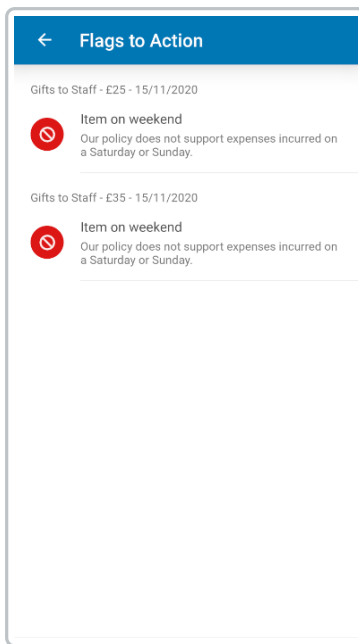 Flags to Action
Gifts to Staff - £25 - 15/11/2020
Item on weekend
Our policy does not support expenses incurred on
a Saturday or Sunday.
Gifts to Staff - £35 - 15/11/2020
Item on weekend
Our policy does not support expenses incurred on
a Saturday or Sunday.